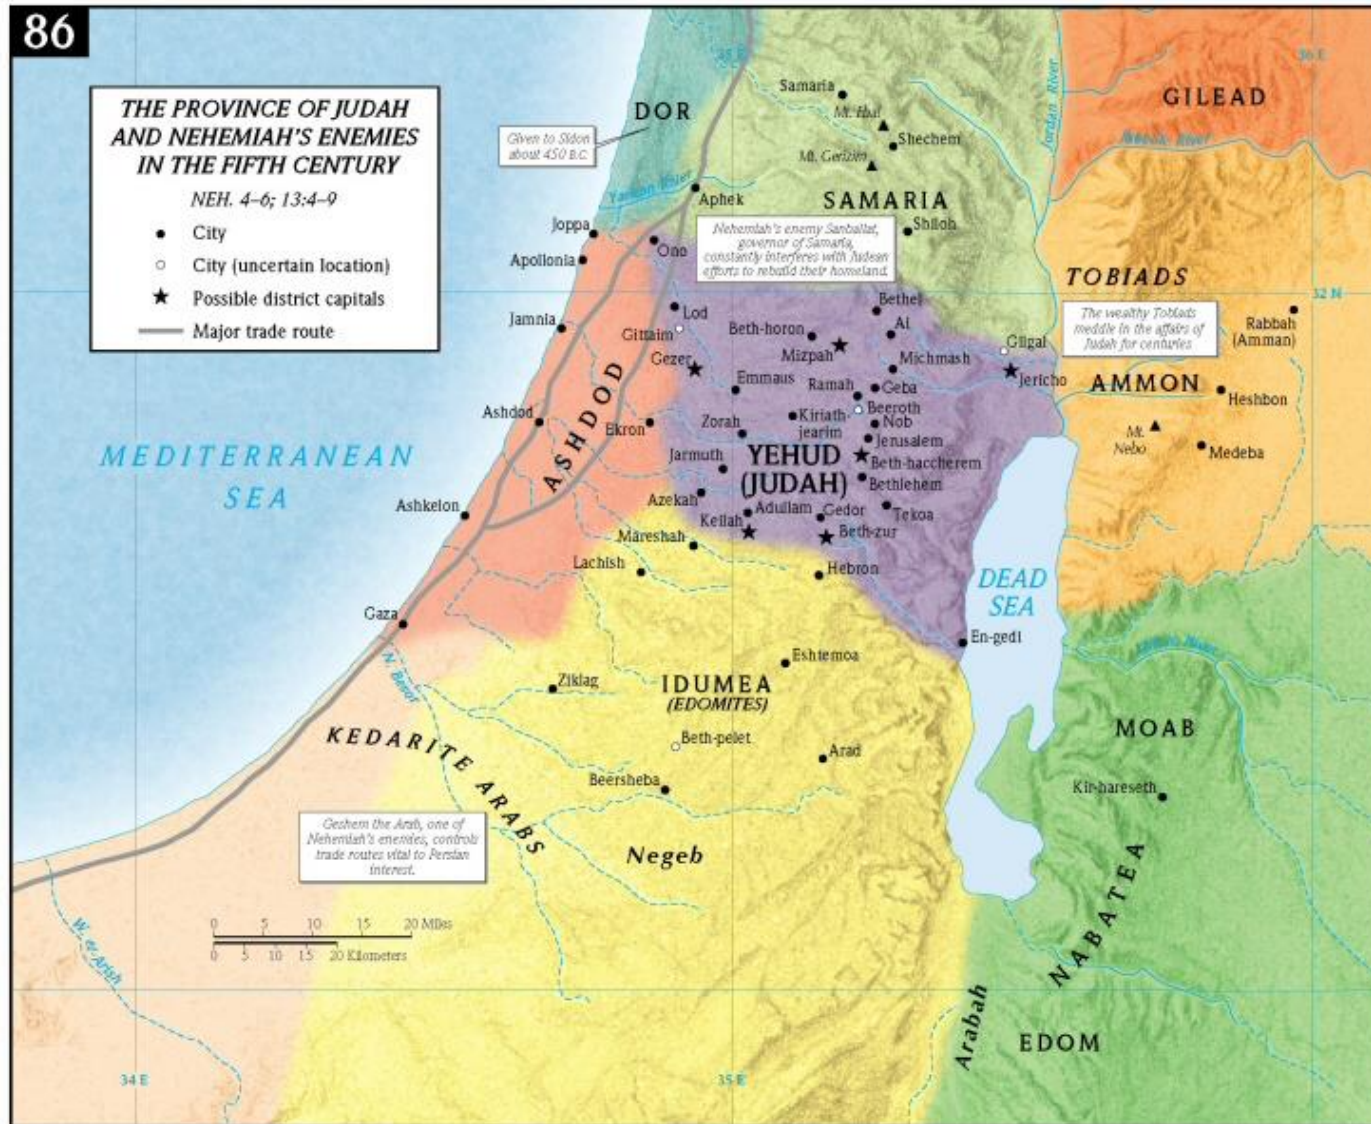 86
THE PROVINCE OF JUDAH
AND NEHEMIAH'S ENEMIES
IN THE FIFTH CENTURY
NEH. 4–6; 13:4–9
City
City (uncertain location)
Possible district capitals
Major trade route
35 E
36 E
DOR
Given to Sidon
about 450 B.C.
Samaria
Mt. Ebal
Shechem
Mt. Gerizim
Jordan River
GILEAD
River
Yarkon River
Aphek
SAMARIA
Shiloh
Joppa
Ono
Apollonia
Nehemiah's enemy Sanballat,
governor of Samaria,
constantly interferes with Judean
efforts to rebuild their homeland.
TOBIADS
32 N
The wealthy Tobiads
meddle in the affairs of
Judah for centuries
Rabbah
(Amman)
Jamnia
Lod
Gittaim
Gezer
Beth-horon
Mizpah
Bethel
Ai
Michmash
Gilgal
Jericho
AMMON
Heshbon
Emmaus
Ramah
Geba
Beeroth
Nob
Ashdod
ASHDOD
Ekron
Zorah
Kiriath-
jearim
Jerusalem
Mt.
Nebo
Medeba
MEDITERRANEAN
SEA
Jarmuth
YEHUD
(JUDAH)
Beth-haccherem
Bethlehem
Ashkelon
Azekah
Adullam
Gedor
Tekoa
Keilah
Beth-zur
Mareshah
Lachish
Hebron
DEAD
SEA
Gaza
En-gedi
N. Besor
Eshtemoa
River
Ziklag
IDUMEA
(EDOMITES)
MOAB
KEDARITE ARABS
Beth-pelet
Arad
Beersheba
Kir-hareseth
Geshem the Arab, one of
Nehemiah's enemies, controls
trade routes vital to Persian
interest.
Negeb
NABATEA
0 5 10 15 20 Miles
0 5 10 15 20 Kilometers
W. er-Arish
Arabah
EDOM
34 E
35 E